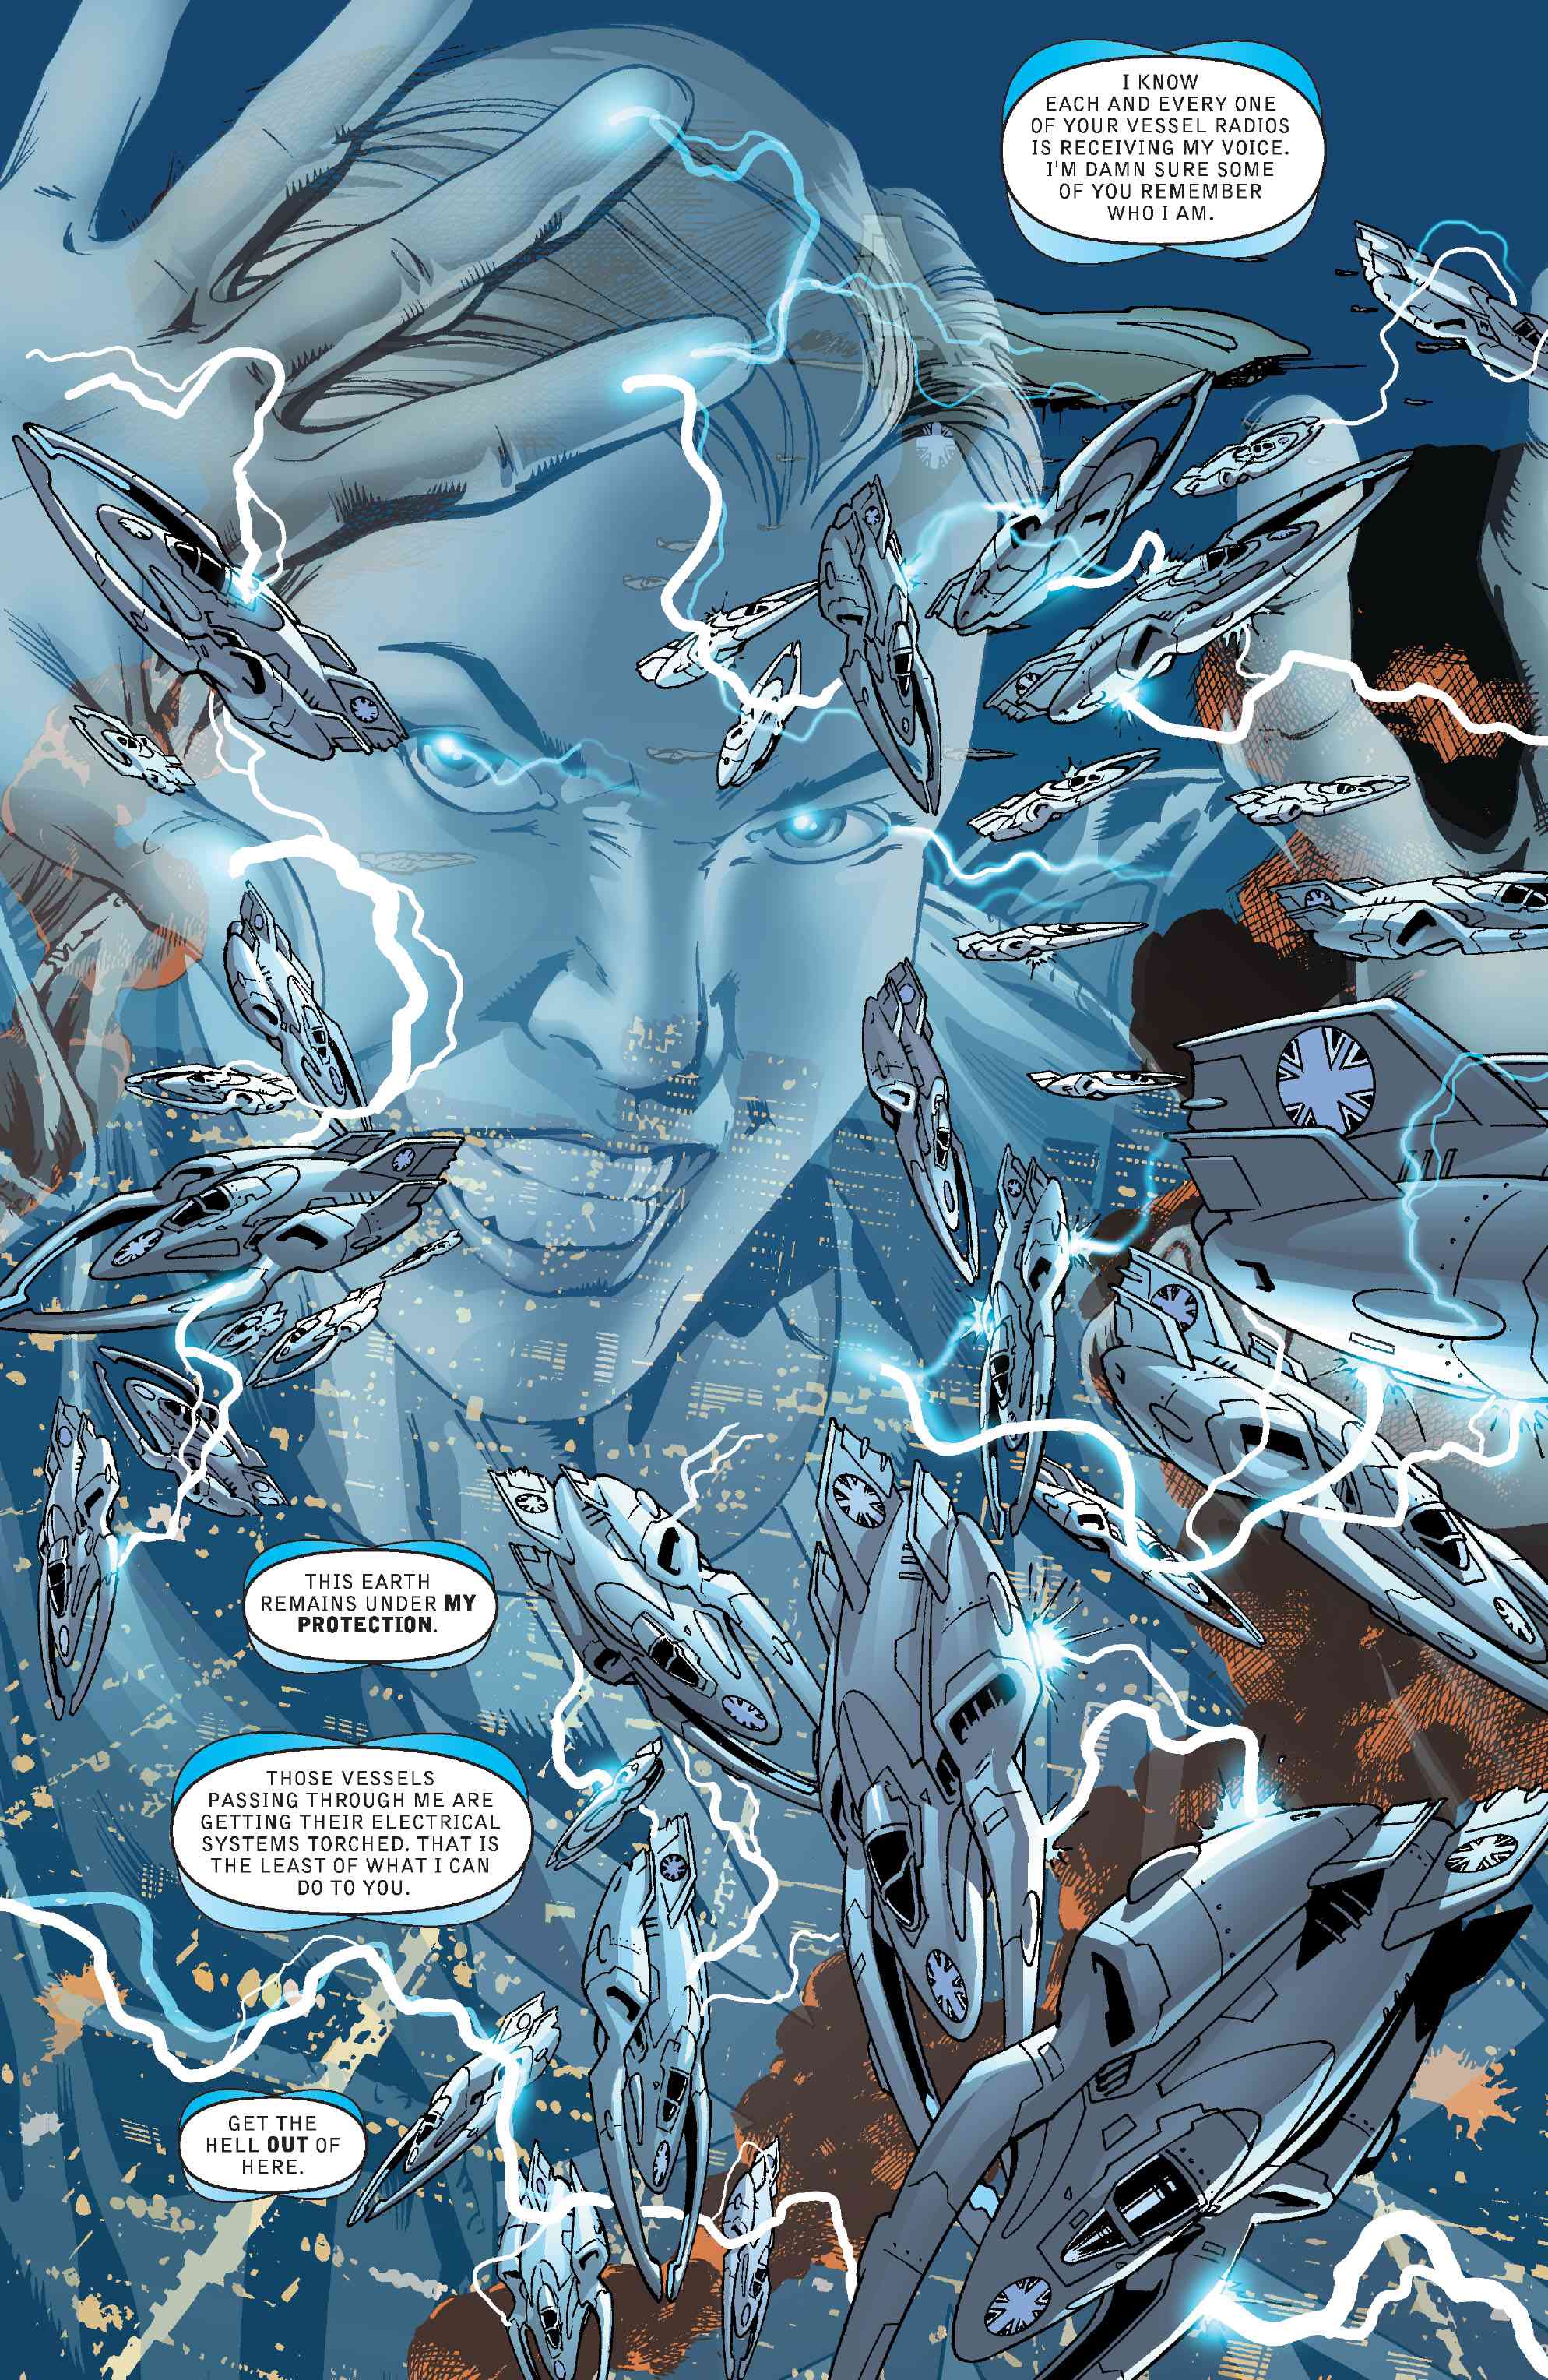 I KNOW
EACH AND EVERY ONE
OF YOUR VESSEL RADIOS
IS RECEIVING MY VOICE.
I'M DAMN SURE SOME
OF YOU REMEMBER
WHO I AM.
THIS EARTH
REMAINS UNDER MY
PROTECTION.
THOSE VESSELS
PASSING THROUGH ME ARE
GETTING THEIR ELECTRICAL
SYSTEMS TORCHED. THAT IS
THE LEAST OF WHAT I CAN
DO TO YOU.
GET THE
HELL OUT OF
HERE.